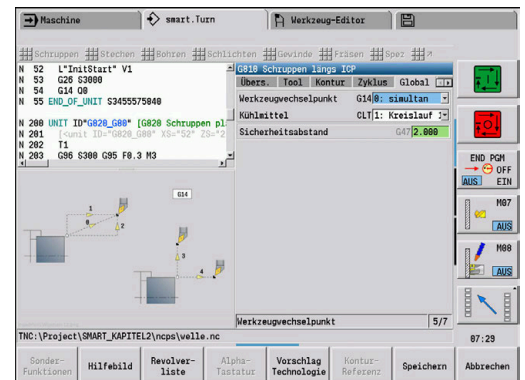 Maschine smart.Turn Werkzeug-Editor
Schruppen Stechen Bohren Schlichten Gewinde Fräsen Spez
N 52 L"InitStart" V1
N 53 G26 S3000
N 54 G14 Q0
N 55 END_OF_UNIT S3455575840
N 200 UNIT ID"G820_G80" [G820 Schruppen pl
N 201 [<unit ID="G820_G80" XS="52" ZS="2
N 202 T1
N 203 G96 S300 G95 F0.3 M3
G818 Schruppen längs ICP
Übers. Tool Kontur Zyklus Global
Werkzeugwechselpunkt G14 0: simultan
Kühlmittel CLT 1: Kreislauf 1
Sicherheitsabstand G47 2.000
G14
1
0
2
3
4
Werkzeugwechselpunkt 5/7
TNC:\Project\SMART_KAPITEL2\ncps\welle.nc
END PGM
OFF
AUS EIN
M07
AUS
M08
AUS
07:29
Sonder-Funktionen
Hilfebild
Revolver-liste
Alpha-Tastatur
Vorschlag Technologie
Kontur-Referenz
Speichern
Abbrechen